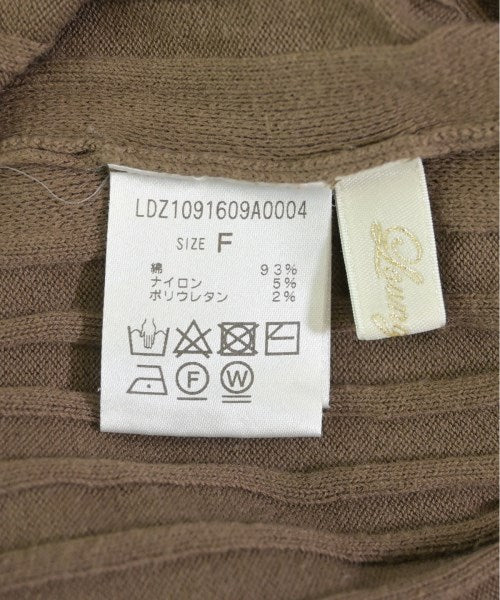 LDZ1091609A0004
SIZE F
綿 93%
ナイロン 5%
ポリウレタン 2%
F W